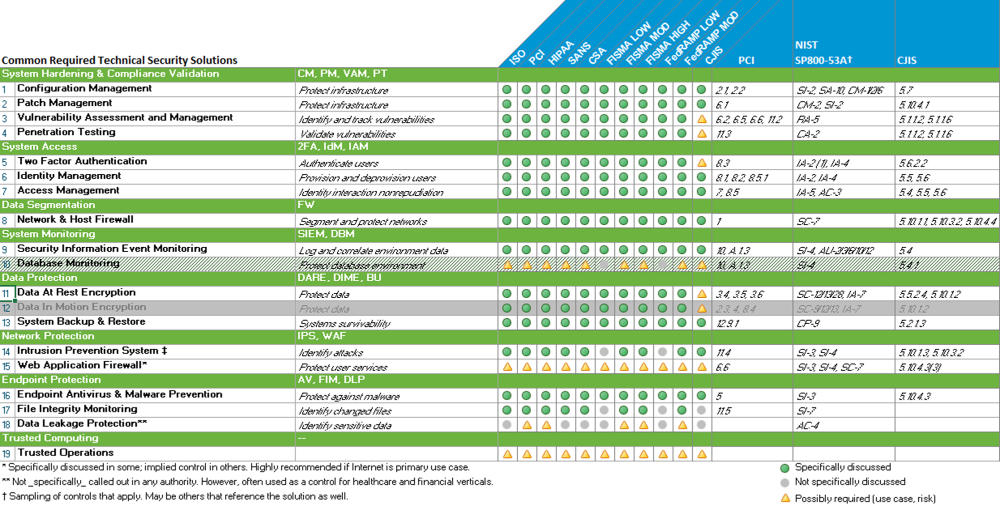 ISO PCI HIPAA SANS CSA FISMA LOW FISMA MOD FISMA HIGH FedRAMP LOW FedRAMP MOD CJIS
NIST
Common Required Technical Security Solutions PCI SP800-53A† CJIS
System Hardening & Compliance Validation CM, PM, VAM, PT
1 Configuration Management Protect infrastructure 2.1, 2.2 SI-2, SA-10, 5.7
2 Patch Management Protect infrastructure 6.1 CM-2, SI-2 5.10.4.1
3 Vulnerability Assessment and Management Identify and track vulnerabilities 6.2, 6.5, 6.6, 11.2 RA-5 5.11.2, 5.11.6
4 Penetration Testing Validate vulnerabilities 11.3 CA-2 5.11.2, 5.11.6
System Access 2FA, IdM, IAM
5 Two Factor Authentication Authenticate users 8.3 IA-2 (1), IA-4 5.6.2.2
6 Identity Management Provision and deprovision users 8.1, 8.2, 8.5.1 IA-2, IA-4 5.5, 5.6
7 Access Management Identity interaction nonrepudiation 7, 8.5 IA-5, AC-3 5.4, 5.5, 5.6
Data Segmentation FW
8 Network & Host Firewall Segment and protect networks 1 SC-7 5.10.1.1, 5.10.3.2, 5.10.4.4
System Monitoring SIEM, DBM
9 Security Information Event Monitoring Log and correlate environment data 10, A.1.3 SI-4, AU-2/3/6/10/12 5.4
10 Database Monitoring Protect database environment 10, A.1.3 SI-4 5.4.1
Data Protection DARE, DIME, BU
11 Data At Rest Encryption Protect data 3.4, 3.5, 3.6 SC-12/13/28, IA-7 5.5.2.4, 5.10.1.2
12 Data In Motion Encryption Protect data 2.3, 4, 8.4 SC-9/12/13, IA-7 5.10.1.2
13 System Backup & Restore Systems survivability 12.9.1 CP-9 5.2.1.3
Network Protection IPS, WAF
14 Intrusion Prevention System ‡ Identify attacks 11.4 SI-3, SI-4 5.10.1.3, 5.10.3.2
15 Web Application Firewall* Protect user services 6.6 SI-3, SI-4, SC-7 5.10.4.3(3)
Endpoint Protection AV, FIM, DLP
16 Endpoint Antivirus & Malware Prevention Protect against malware 5 SI-3 5.10.4.3
17 File Integrity Monitoring Identify changed files 11.5 SI-7
18 Data Leakage Protection** Identify sensitive data AC-4
Trusted Computing --
19 Trusted Operations
* Specifically discussed in some; implied control in others. Highly recommended if Internet is primary use case. Specifically discussed
** Not _specifically_ called out in any authority. However, often used as a control for healthcare and financial verticals. Not specifically discussed
† Sampling of controls that apply. May be others that reference the solution as well. Possibly required (use case, risk)